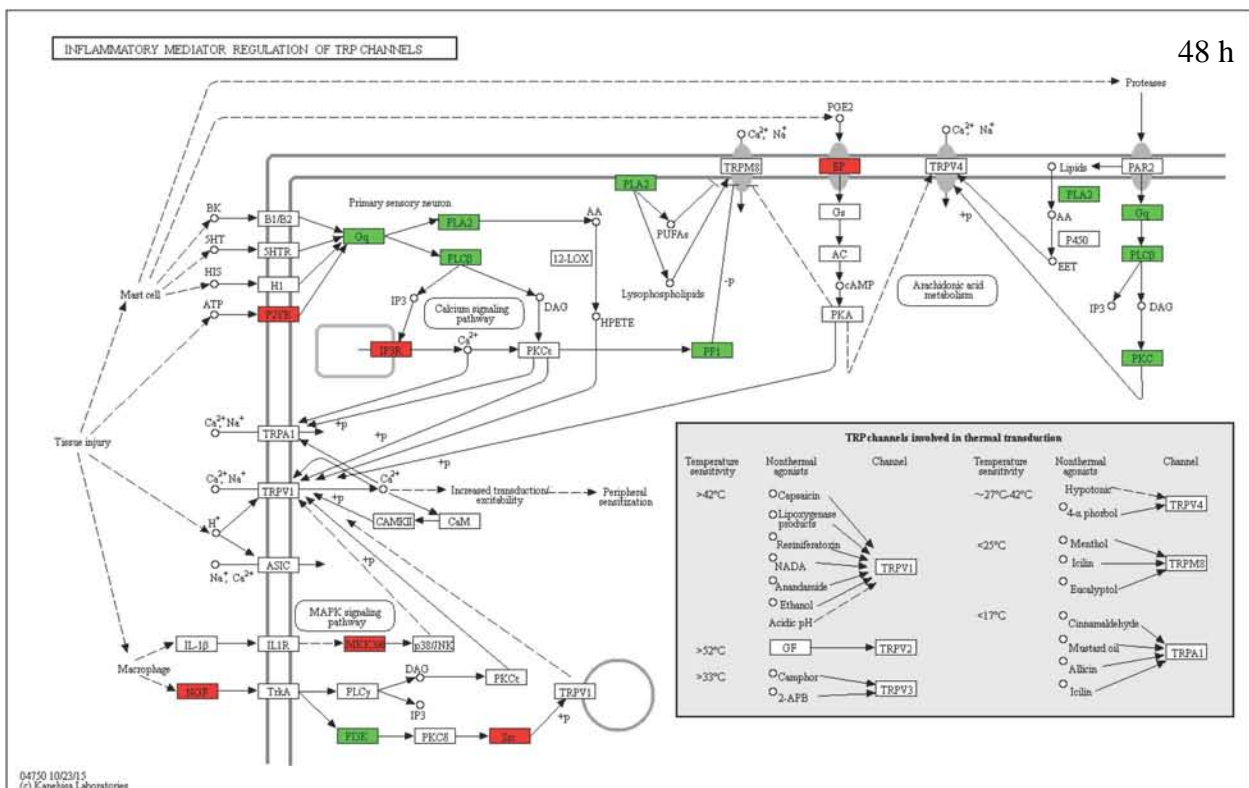 INFLAMMATORY MEDIATOR REGULATION OF TRP CHANNELS
48 h
Proteases
PGE2
Ca²⁺, Na⁺
Ca²⁺, Na⁺
TRPM8
EP
TRPV4
Lipids
PAR2
PLA2
Primary sensory neuron
BK
B1/B2
Gq
PLA2
AA
PUFAs
Gs
+p
PLA2
Gq
AA
5HT
5HTR
PLCβ
12-LOX
AC
P450
PLCβ
EET
HIS
H1
Mast cell
Lysophospholipids
-p
cAMP
Arachidonic acid
metabolism
IP3
DAG
IP3
DAG
ATP
Calcium signaling
pathway
HPETE
PKA
IP3R
Ca²⁺
PKCε
PP1
PKC
Ca²⁺, Na⁺
TRPA1
+p
+p
+p
Tissue injury
Ca²⁺, Na⁺
TRPV1
Ca²⁺
Increased transduction/
excitability
Peripheral
sensitization
+p
CAMKII
CaM
H⁺
+p
ASIC
Na⁺, Ca²⁺
MAPK signaling
pathway
IL-1β
IL1R
p38/JNK
Macrophage
NGF
TrkA
PLCγ
DAG
PKCε
TRPV1
IP3
+p
PI3K
PKCδ
Src
TRP channels involved in thermal transduction
Temperature
sensitivity
Nonthermal
agonists
Channel
Temperature
sensitivity
Nonthermal
agonists
Channel
>42°C
Capsaicin
Lipoxygenase
products
Resiniferatoxin
NADA
Anandamide
Ethanol
Acidic pH
TRPV1
>52°C
GF
TRPV2
>33°C
Camphor
2-APB
TRPV3
~27°C-42°C
Hypotonic
4-α phorbol
TRPV4
<25°C
Menthol
Icilin
Eucalyptol
TRPM8
<17°C
Cinnamaldehyde
Mustard oil
Allicin
Icilin
TRPA1
04750 10/23/15
(c) Kanehisa Laboratories